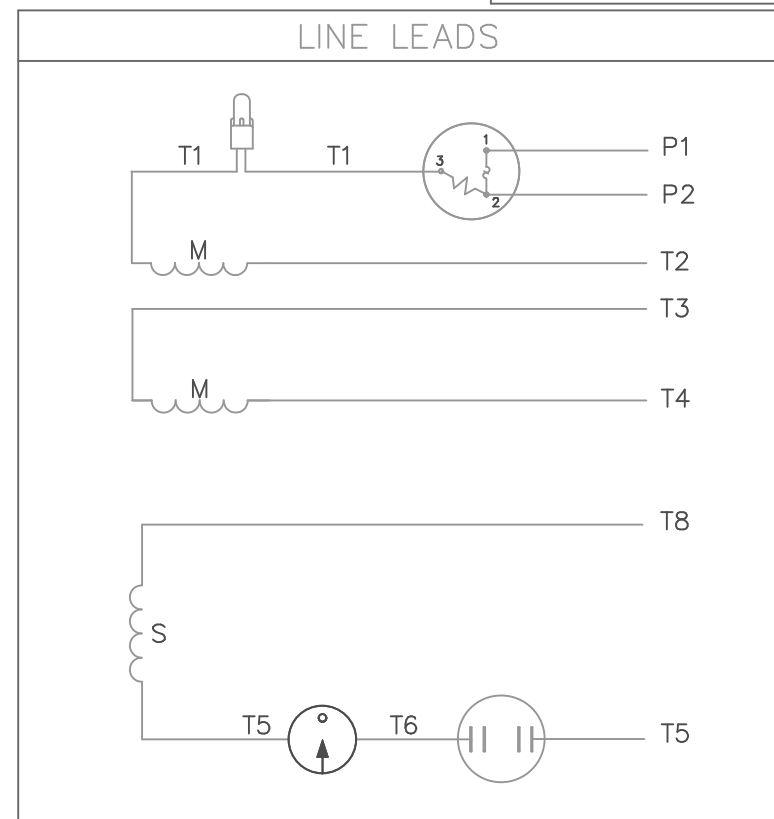 LINE LEADS
T1 T1 1 P1
3
2 P2
M T2
T3
M T4
T8
S
T5 T6 T5